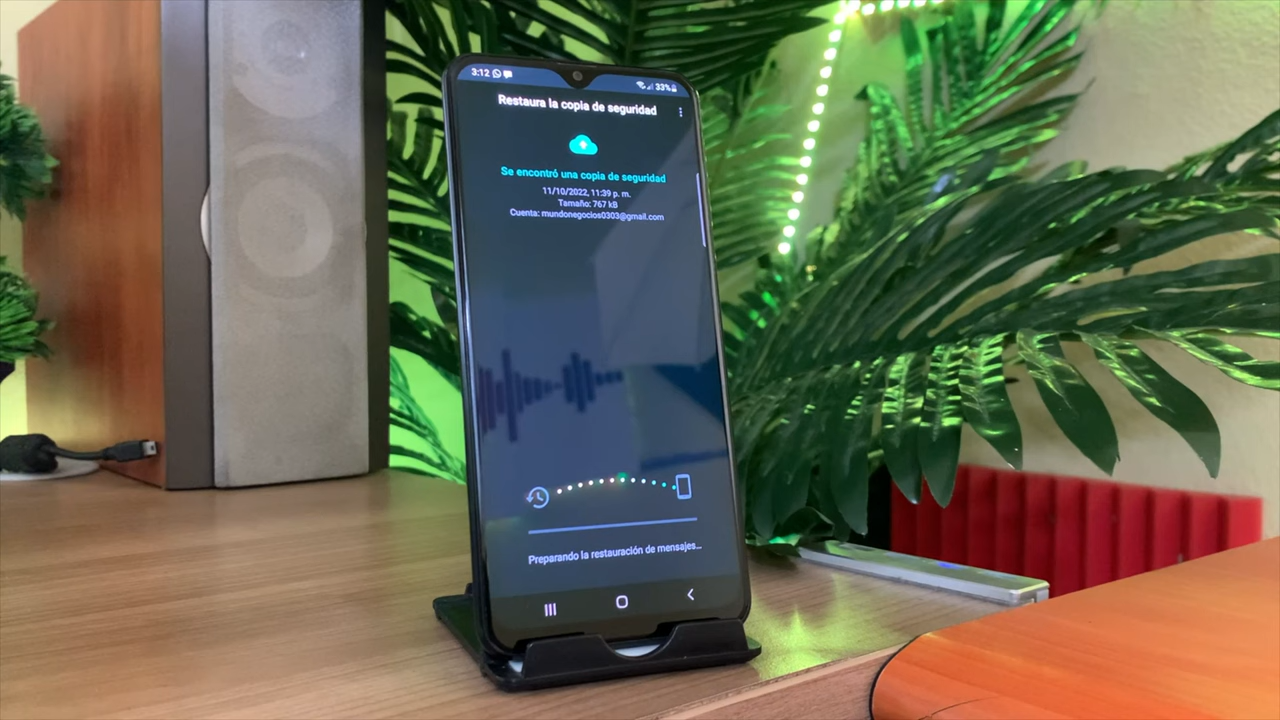 3:12 33%
Restaura la copia de seguridad
Se encontró una copia de seguridad
11/10/2022, 11:39 p. m.
Tamaño: 767 kB
Cuenta: mundonegocios0303@gmail.com
Preparando la restauración de mensajes...